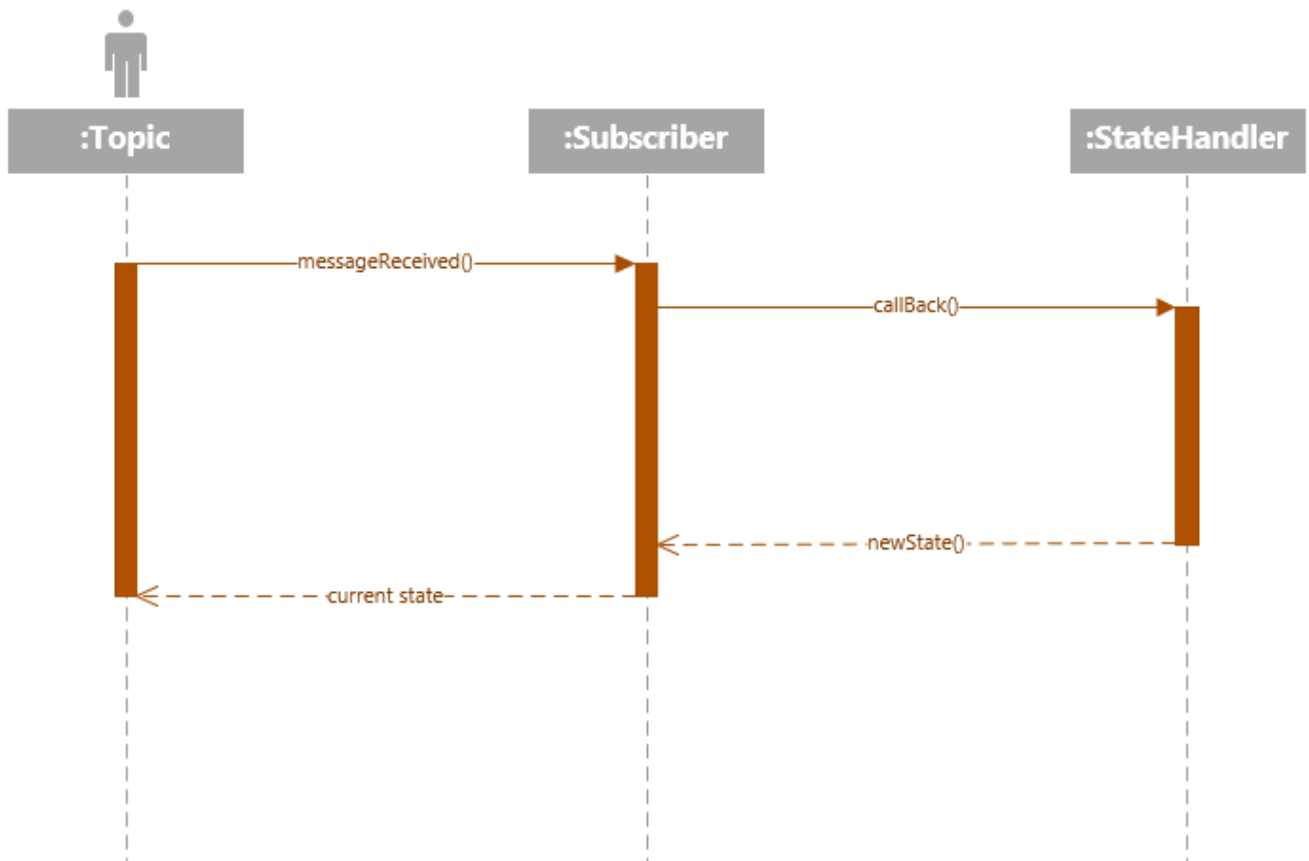 :Topic
:Subscriber
:StateHandler
messageReceived()
callBack()
newState()
current state